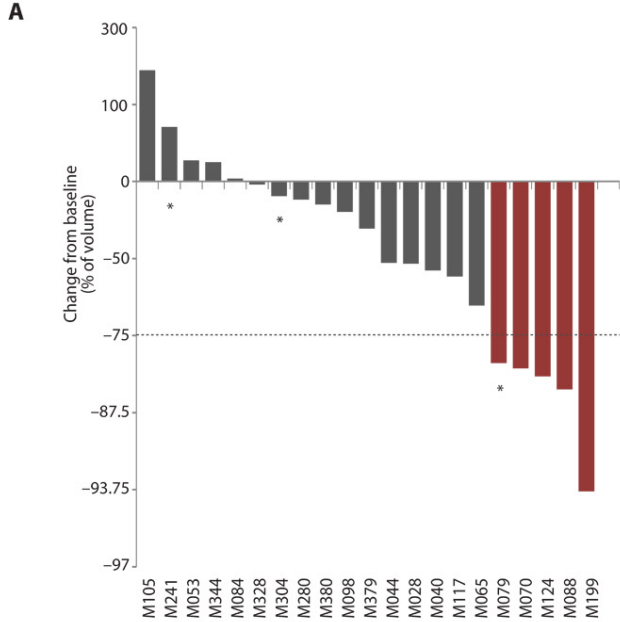 A
300
100
0
–50
–75
–87.5
–93.75
–97
Change from baseline
(% of volume)
*
*
*
M105
M241
M053
M344
M084
M328
M304
M280
M380
M098
M379
M044
M028
M040
M117
M065
M079
M070
M124
M088
M199